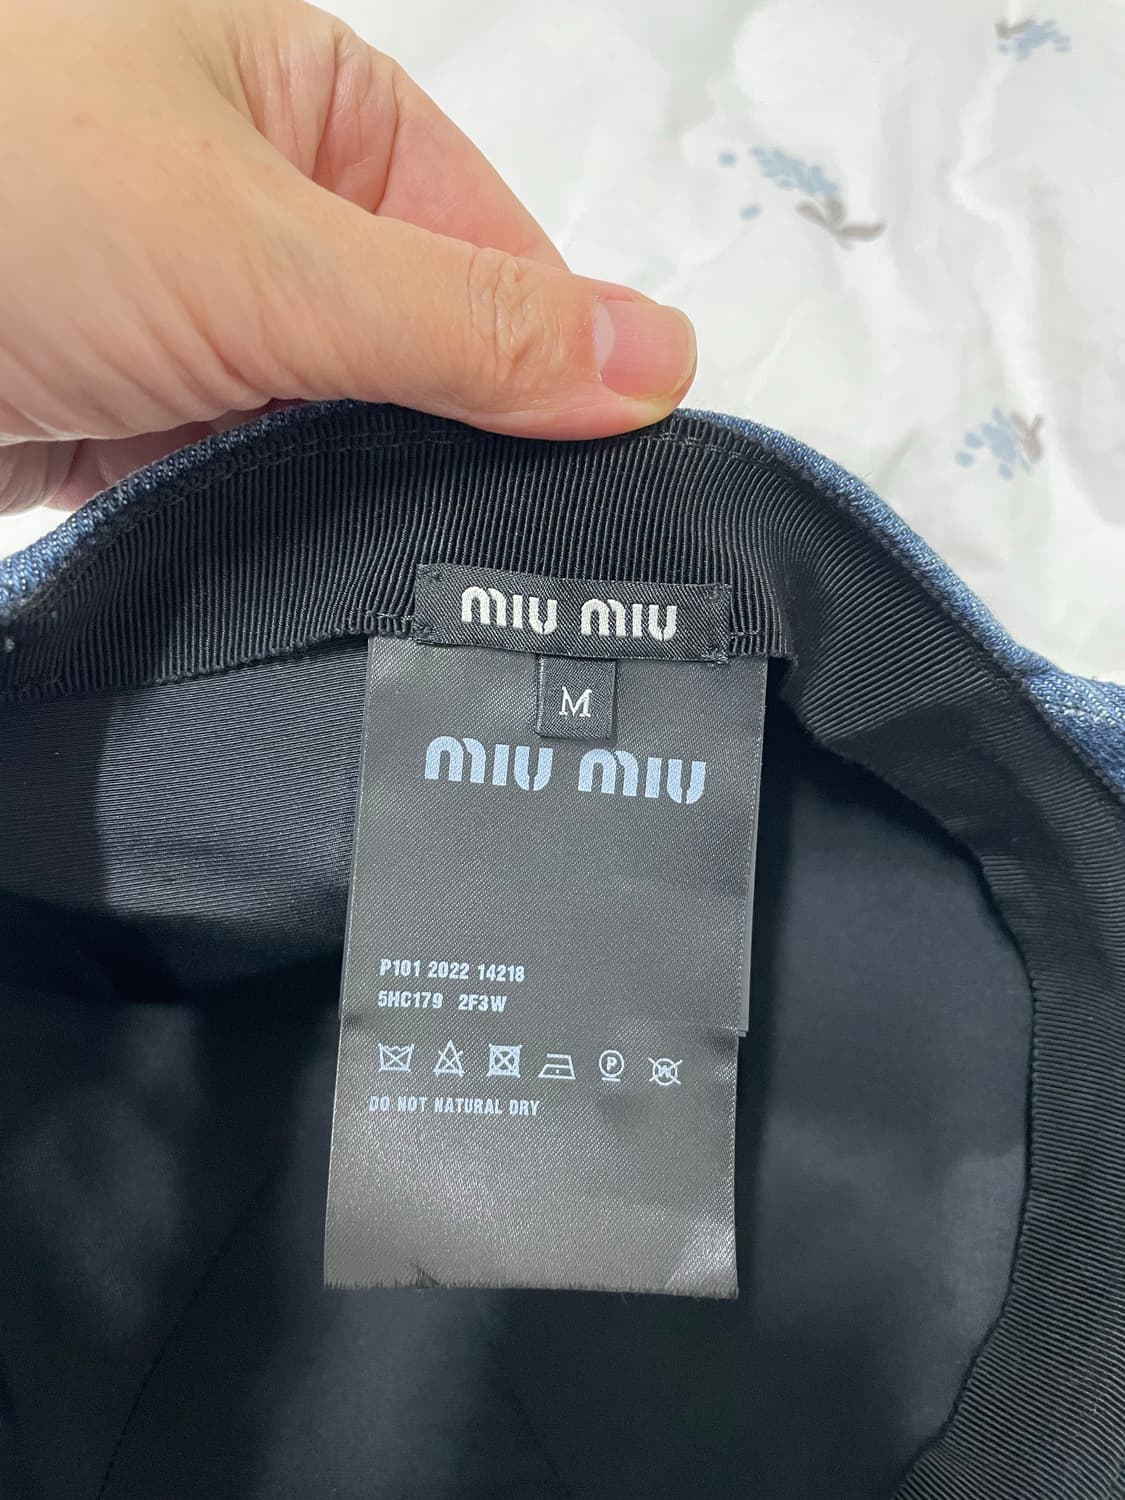 MIU MIU
M
MIU MIU
P101 2022 14218
5HC179 2F3W
P
W
DO NOT NATURAL DRY